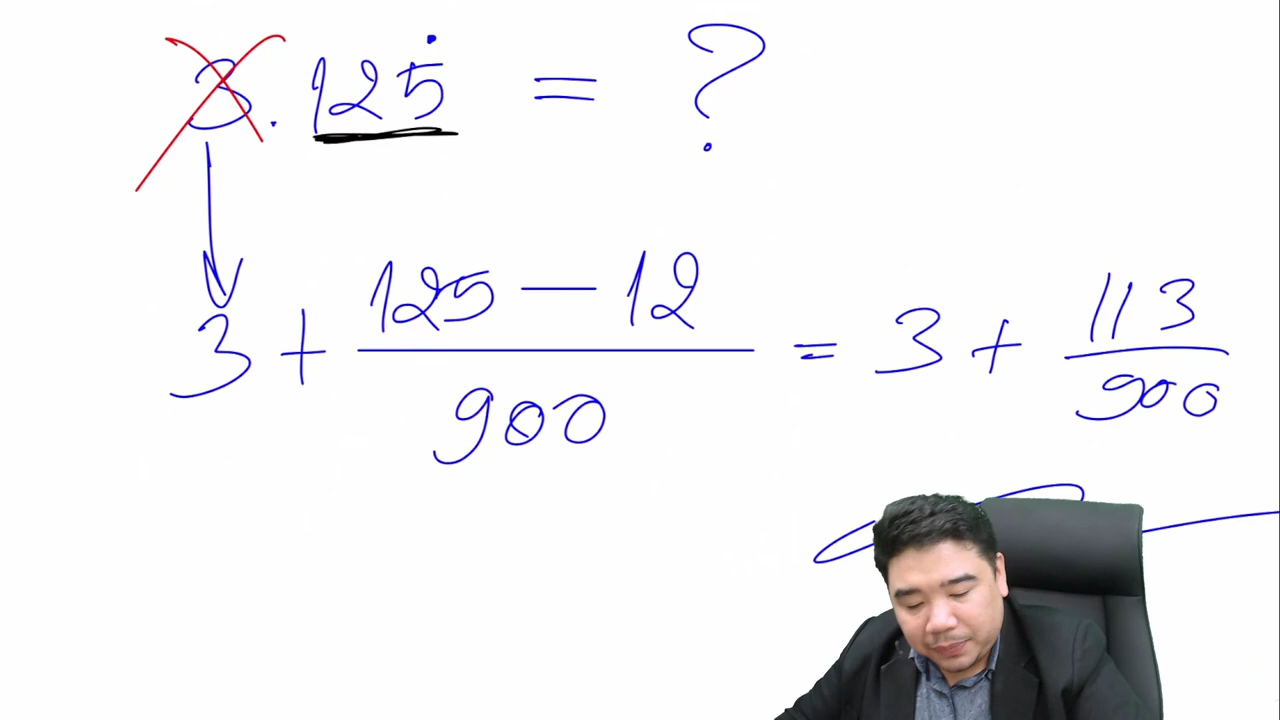 3.125̇ = ?
3 + (125 − 12)/900 = 3 + 113/900